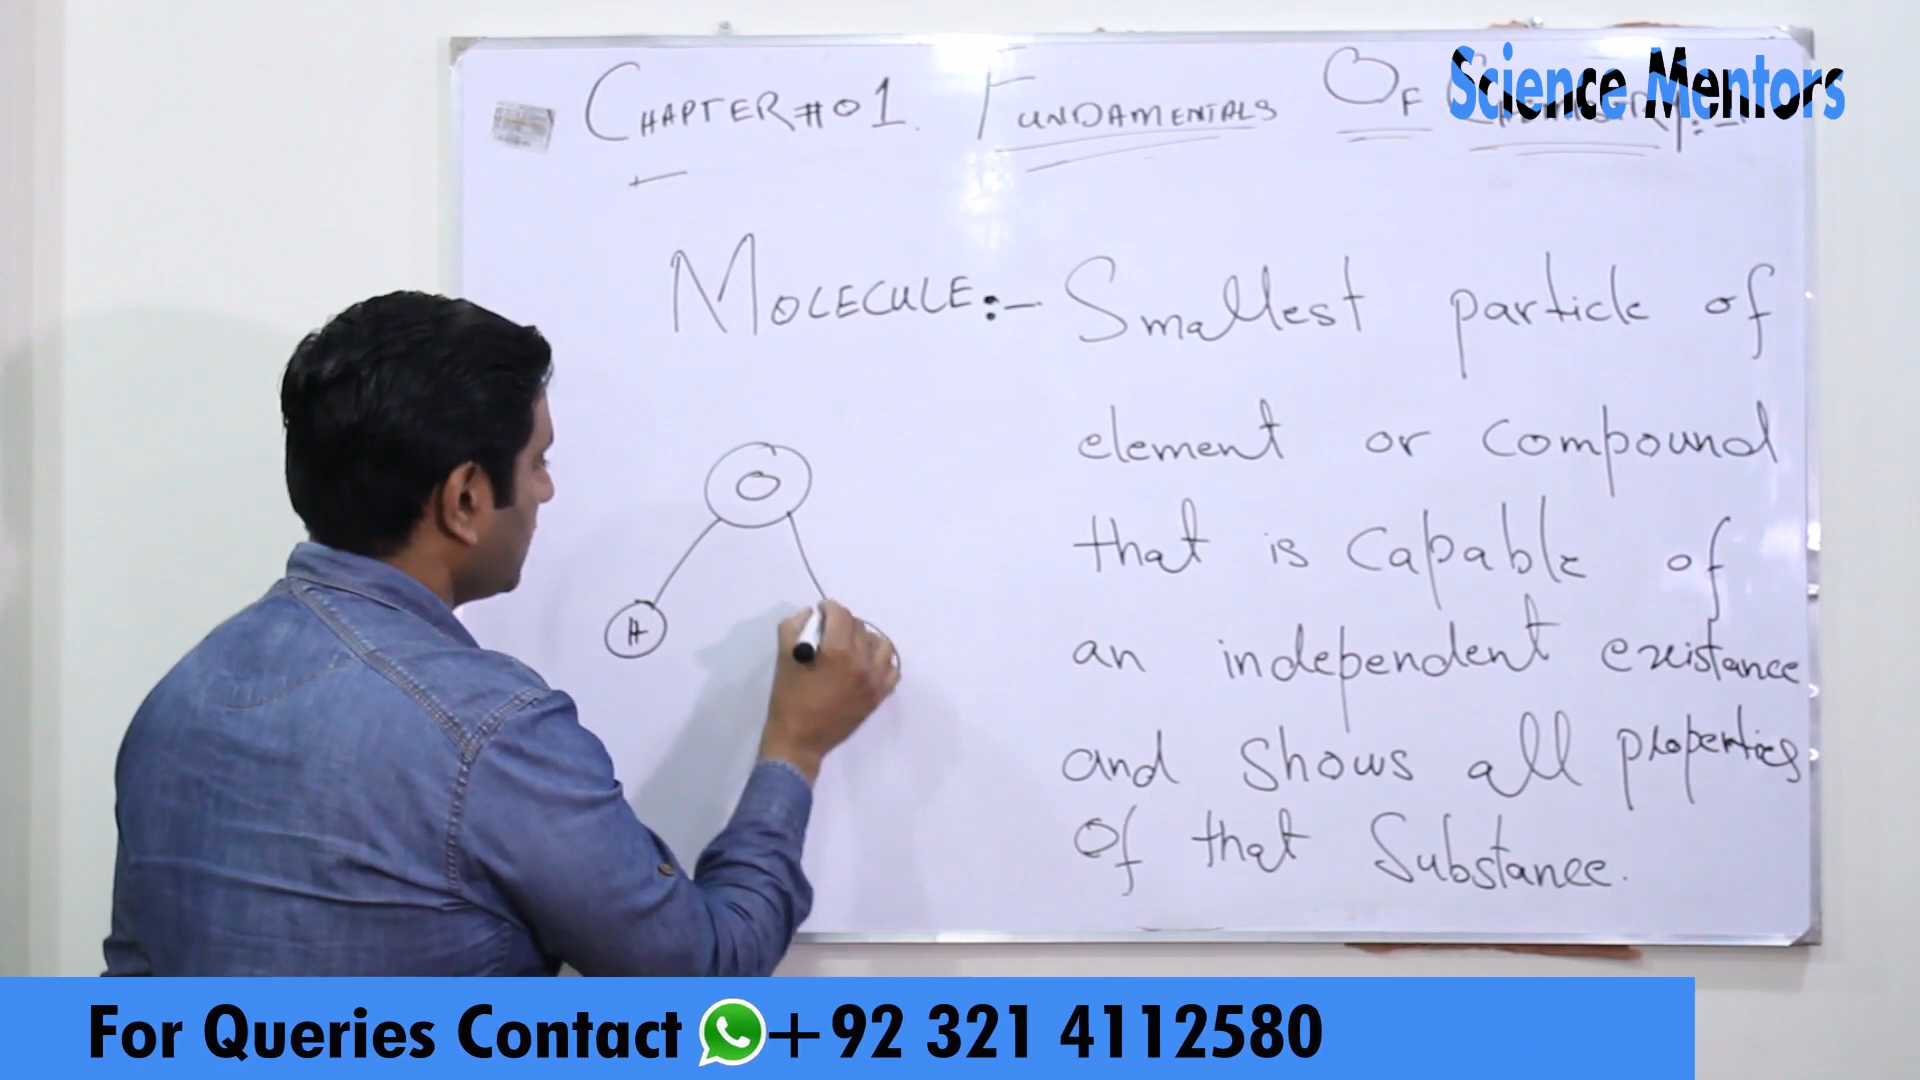 CHAPTER # 01. FUNDAMENTALS OF
Science Mentors
MOLECULE:- Smallest particle of
element or compound
that is capable of
an independent existance
and shows all properties
Of that Substance.
O
H
For Queries Contact +92 321 4112580